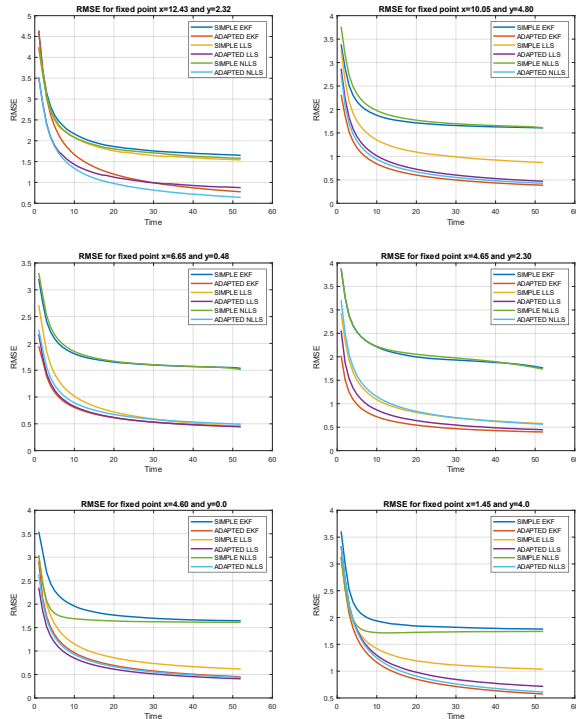 RMSE for fixed point x=12.43 and y=2.32
5
4.5
4
3.5
3
2.5
2
1.5
1
0.5
RMSE
0 10 20 30 40 50 60
Time
SIMPLE EKF
ADAPTED EKF
SIMPLE LLS
ADAPTED LLS
SIMPLE NLLS
ADAPTED NLLS
RMSE for fixed point x=10.05 and y=4.80
4
3.5
3
2.5
2
1.5
1
0.5
0
RMSE
0 10 20 30 40 50 60
Time
SIMPLE EKF
ADAPTED EKF
SIMPLE LLS
ADAPTED LLS
SIMPLE NLLS
ADAPTED NLLS
RMSE for fixed point x=6.65 and y=0.48
3.5
3
2.5
2
1.5
1
0.5
0
RMSE
0 10 20 30 40 50 60
Time
SIMPLE EKF
ADAPTED EKF
SIMPLE LLS
ADAPTED LLS
SIMPLE NLLS
ADAPTED NLLS
RMSE for fixed point x=4.65 and y=2.30
4
3.5
3
2.5
2
1.5
1
0.5
0
RMSE
0 10 20 30 40 50 60
Time
SIMPLE EKF
ADAPTED EKF
SIMPLE LLS
ADAPTED LLS
SIMPLE NLLS
ADAPTED NLLS
RMSE for fixed point x=4.60 and y=0.0
4
3.5
3
2.5
2
1.5
1
0.5
0
RMSE
0 10 20 30 40 50 60
Time
SIMPLE EKF
ADAPTED EKF
SIMPLE LLS
ADAPTED LLS
SIMPLE NLLS
ADAPTED NLLS
RMSE for fixed point x=1.45 and y=4.0
4
3.5
3
2.5
2
1.5
1
0.5
RMSE
0 10 20 30 40 50 60
Time
SIMPLE EKF
ADAPTED EKF
SIMPLE LLS
ADAPTED LLS
SIMPLE NLLS
ADAPTED NLLS